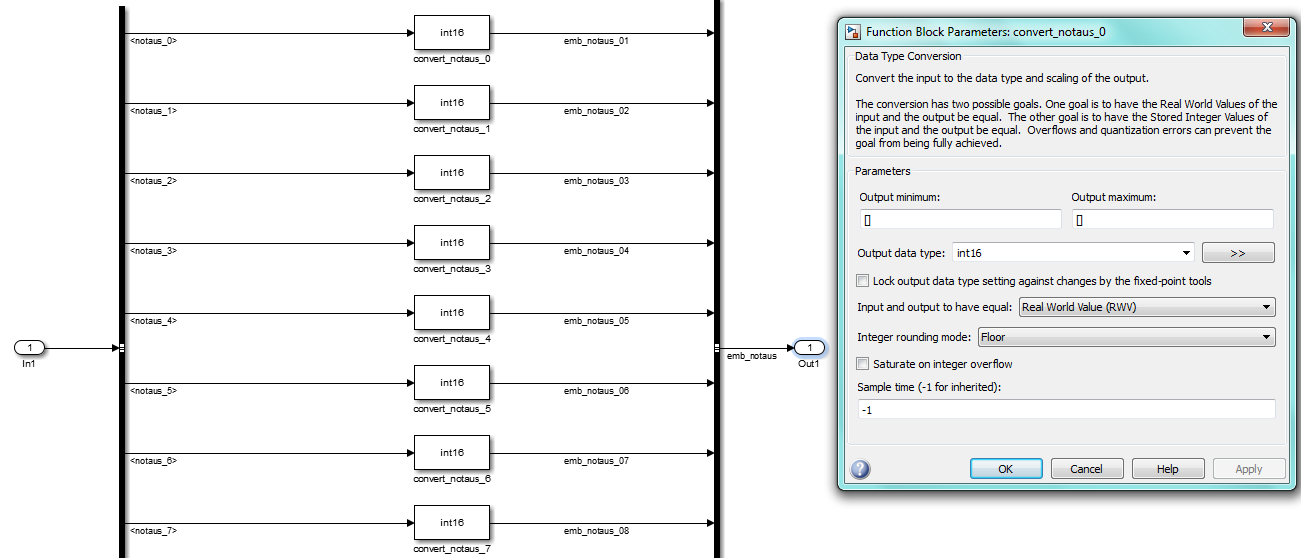 <notaus_0>
int16
convert_notaus_0
emb_notaus_01
<notaus_1>
int16
convert_notaus_1
emb_notaus_02
<notaus_2>
int16
convert_notaus_2
emb_notaus_03
<notaus_3>
int16
convert_notaus_3
emb_notaus_04
<notaus_4>
int16
convert_notaus_4
emb_notaus_05
1
In1
<notaus_5>
int16
convert_notaus_5
emb_notaus_06
<notaus_6>
int16
convert_notaus_6
emb_notaus_07
<notaus_7>
int16
convert_notaus_7
emb_notaus_08
emb_notaus
1
Out1
Function Block Parameters: convert_notaus_0
Data Type Conversion
Convert the input to the data type and scaling of the output.
The conversion has two possible goals. One goal is to have the Real World Values of the
input and the output be equal. The other goal is to have the Stored Integer Values of
the input and the output be equal. Overflows and quantization errors can prevent the
goal from being fully achieved.
Parameters
Output minimum:
Output maximum:
[]
[]
Output data type: int16
>>
Lock output data type setting against changes by the fixed-point tools
Input and output to have equal: Real World Value (RWV)
Integer rounding mode: Floor
Saturate on integer overflow
Sample time (-1 for inherited):
-1
?
OK
Cancel
Help
Apply